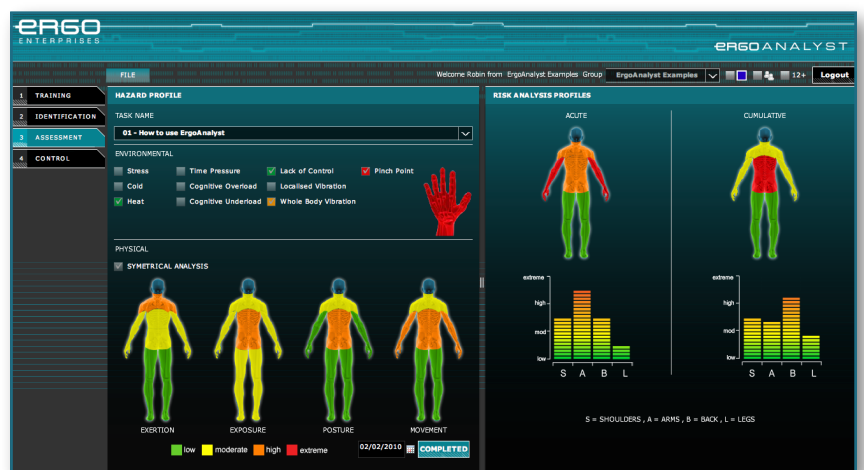 ERGO
ENTERPRISES
ERGOANALYST
FILE
Welcome Robin from ErgoAnalyst Examples Group
ErgoAnalyst Examples
12+
Logout
1 TRAINING
2 IDENTIFICATION
3 ASSESSMENT
4 CONTROL
HAZARD PROFILE
TASK NAME
01 - How to use ErgoAnalyst
ENVIRONMENTAL
Stress Time Pressure Lack of Control Pinch Point
Cold Cognitive Overload Localised Vibration
Heat Cognitive Underload Whole Body Vibration
PHYSICAL
SYMETRICAL ANALYSIS
EXERTION EXPOSURE POSTURE MOVEMENT
low moderate high extreme
02/02/2010
COMPLETED
RISK ANALYSIS PROFILES
ACUTE CUMULATIVE
extreme extreme
high high
mod mod
low low
S A B L S A B L
S = SHOULDERS , A = ARMS , B = BACK , L = LEGS